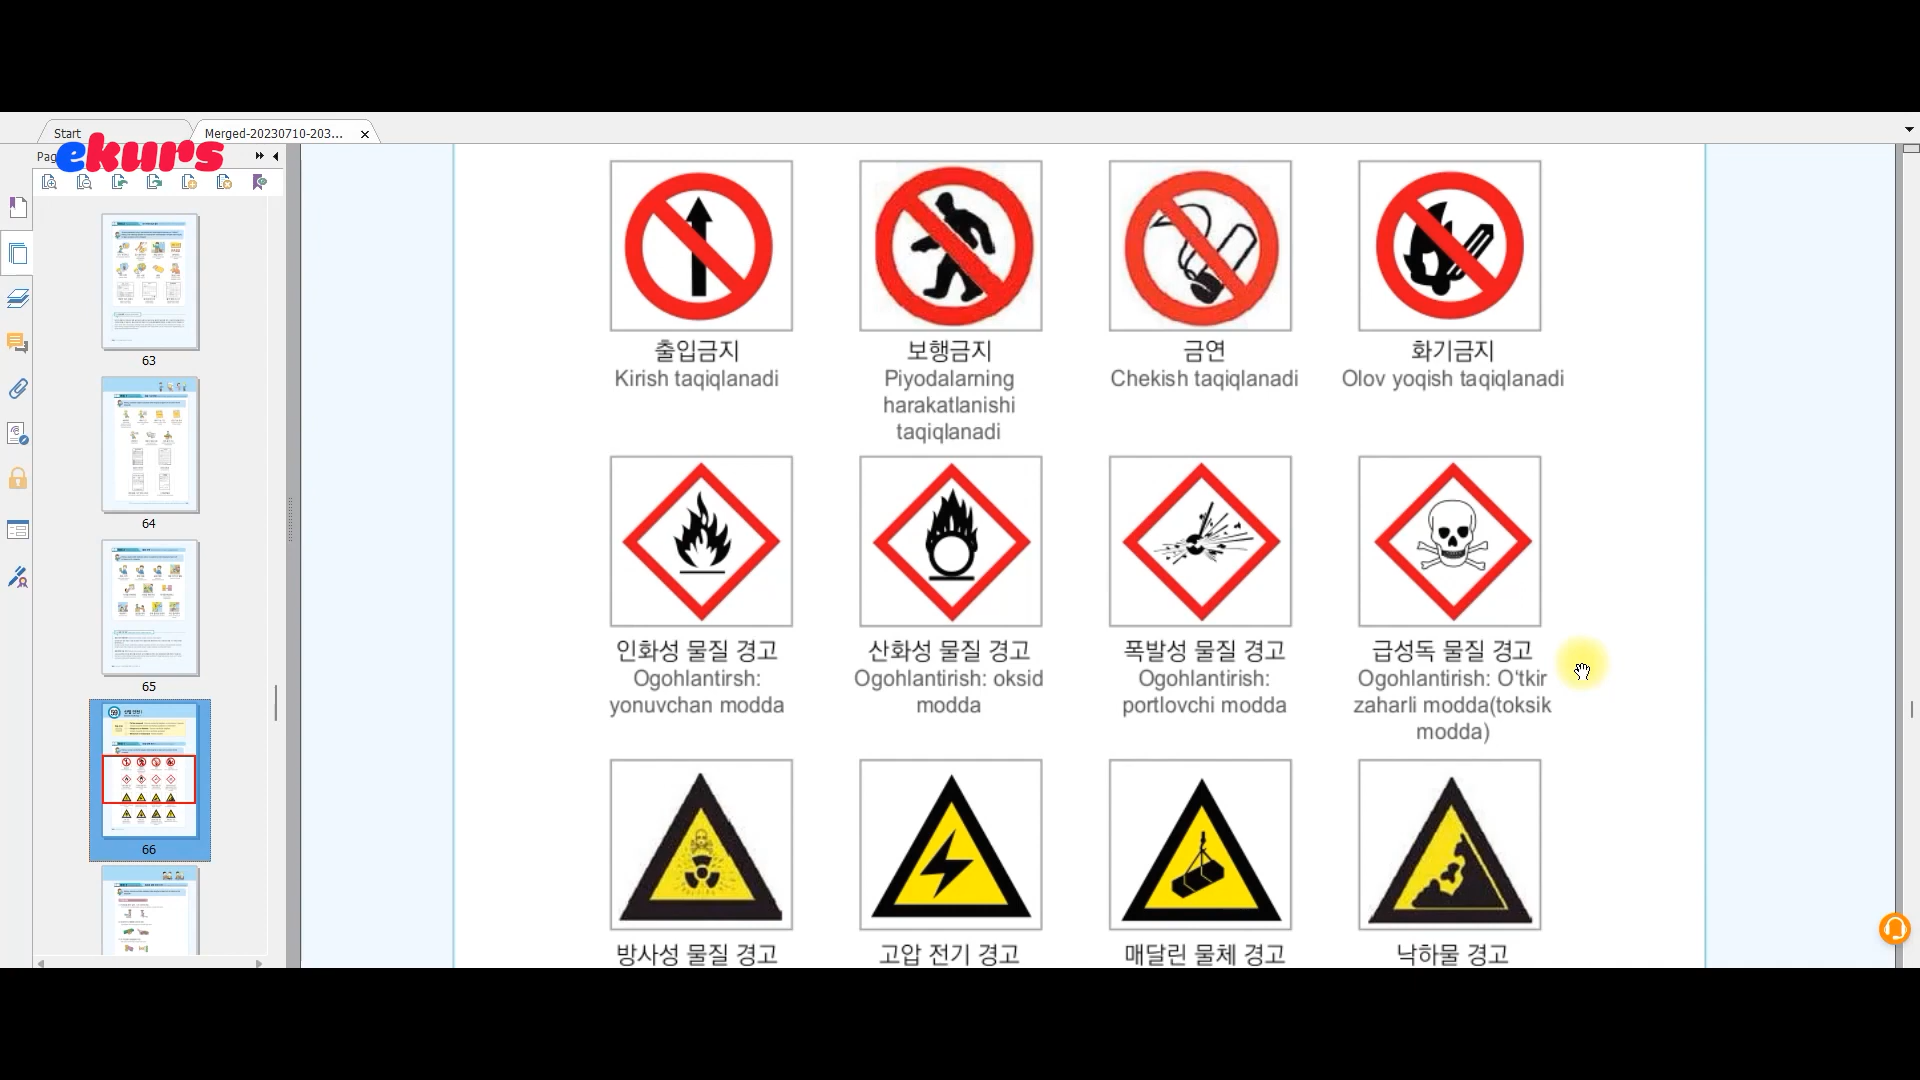 Start
Merged-20230710-203...
Pag
ekurs
63
64
65
66
출입금지
Kirish taqiqlanadi
보행금지
Piyodalarning
harakatlanishi
taqiqlanadi
금연
Chekish taqiqlanadi
화기금지
Olov yoqish taqiqlanadi
인화성 물질 경고
Ogohlantirsh:
yonuvchan modda
산화성 물질 경고
Ogohlantirish: oksid
modda
폭발성 물질 경고
Ogohlantirish:
portlovchi modda
급성독 물질 경고
Ogohlantirish: O'tkir
zaharli modda(toksik
modda)
방사성 물질 경고
고압 전기 경고
매달린 물체 경고
낙하물 경고